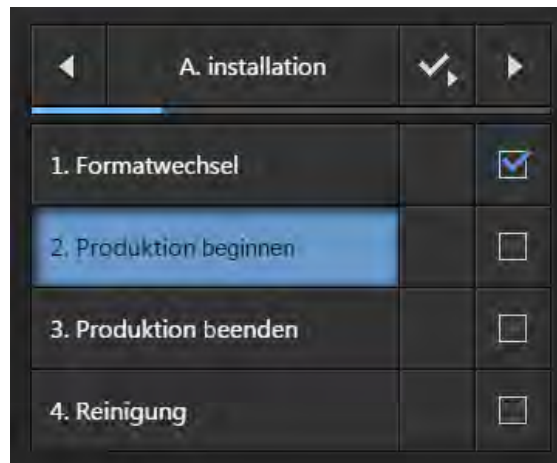 A. installation
1. Formatwechsel
2. Produktion beginnen
3. Produktion beenden
4. Reinigung